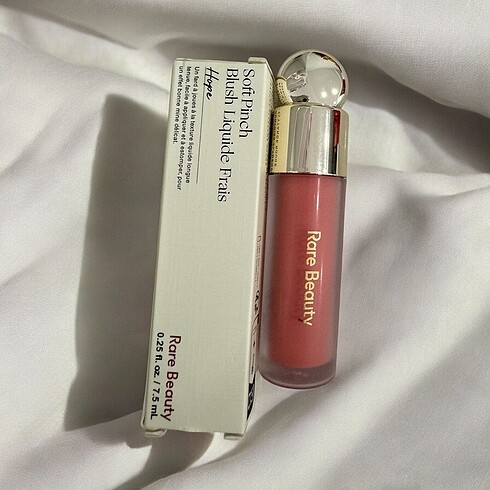 Soft Pinch
Blush Liquide Frais
Hope
Un fard à joues à la texture liquide longue
tenue, facile à appliquer et à estomper, pour
un effet bonne mine délicat.
Rare Beauty
0.25 fl. oz. / 7.5 mL
Rare Beauty